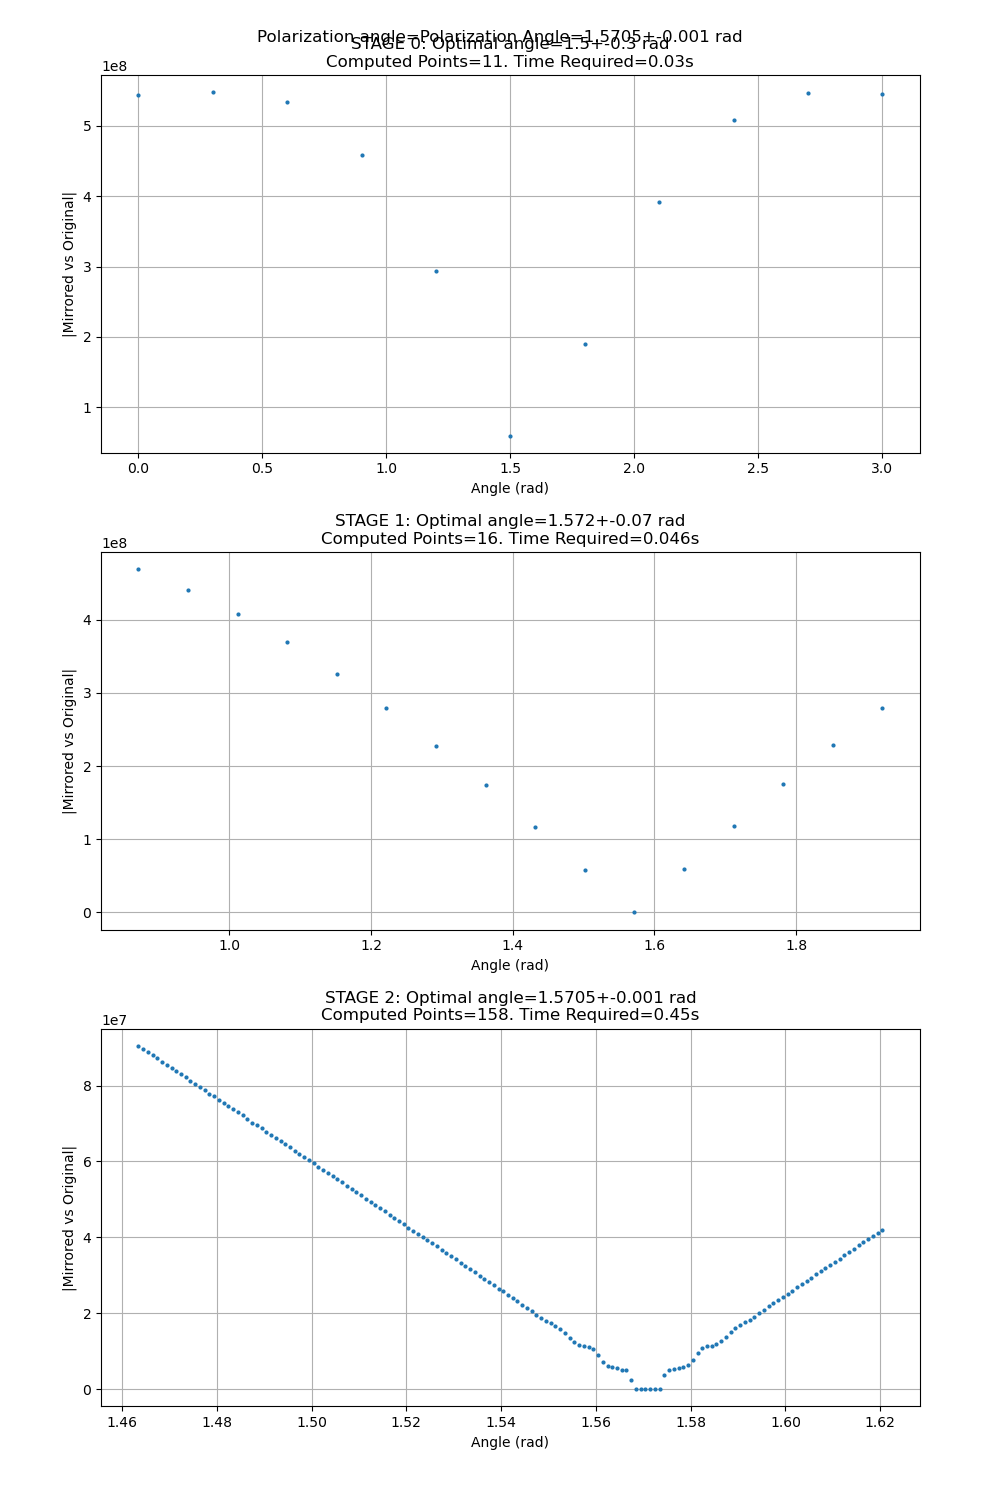 Polarization angle=Polarization Angle=1.5705+-0.001 rad
STAGE 0: Optimal angle=1.5+-0.3 rad
Computed Points=11. Time Required=0.03s
1e8
5
4
3
2
1
|Mirrored vs Original|
0.0 0.5 1.0 1.5 2.0 2.5 3.0
Angle (rad)
STAGE 1: Optimal angle=1.572+-0.07 rad
Computed Points=16. Time Required=0.046s
1e8
4
3
2
1
0
|Mirrored vs Original|
1.0 1.2 1.4 1.6 1.8
Angle (rad)
STAGE 2: Optimal angle=1.5705+-0.001 rad
Computed Points=158. Time Required=0.45s
1e7
8
6
4
2
0
|Mirrored vs Original|
1.46 1.48 1.50 1.52 1.54 1.56 1.58 1.60 1.62
Angle (rad)